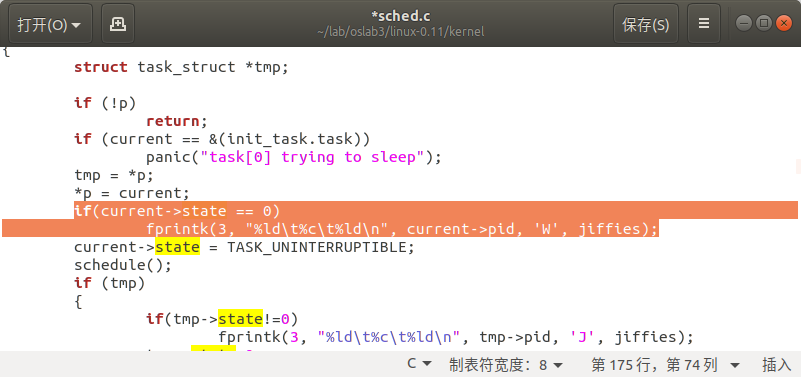 打开(O)
*sched.c
~/lab/oslab3/linux-0.11/kernel
保存(S)
{
struct task_struct *tmp;
if (!p)
return;
if (current == &(init_task.task))
panic("task[0] trying to sleep");
tmp = *p;
*p = current;
if(current->state == 0)
fprintk(3, "%ld\t%c\t%ld\n", current->pid, 'W', jiffies);
current->state = TASK_UNINTERRUPTIBLE;
schedule();
if (tmp)
{
if(tmp->state!=0)
fprintk(3, "%ld\t%c\t%ld\n", tmp->pid, 'J', jiffies);
C
制表符宽度：8
第 175 行，第 74 列
插入